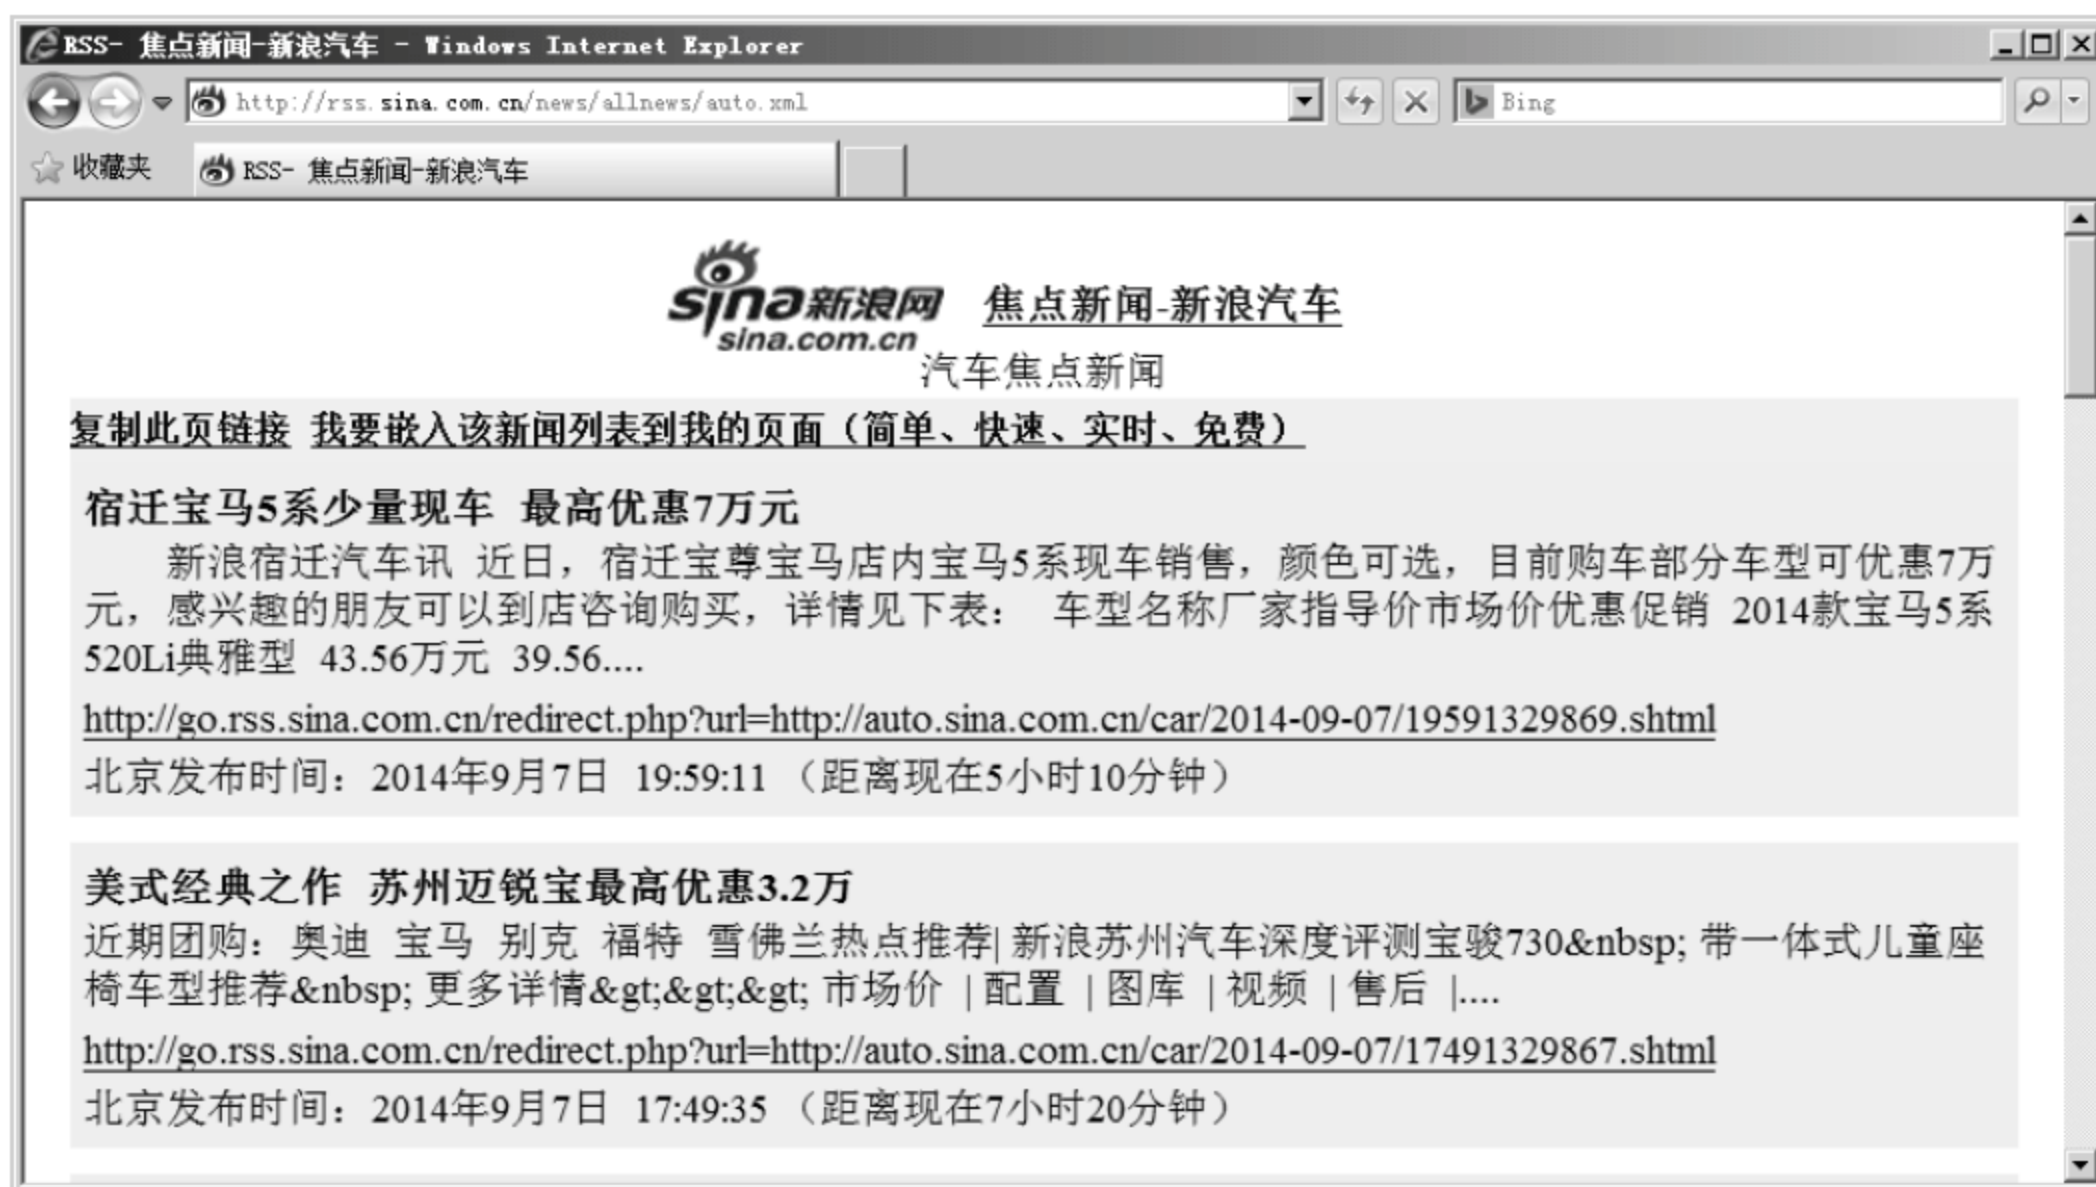 RSS- 焦点新闻-新浪汽车 - Windows Internet Explorer
http://rss.sina.com.cn/news/allnews/auto.xml
Bing
收藏夹
RSS- 焦点新闻-新浪汽车
sina新浪网
sina.com.cn
焦点新闻-新浪汽车
汽车焦点新闻
复制此页链接 我要嵌入该新闻列表到我的页面（简单、快速、实时、免费）
宿迁宝马5系少量现车 最高优惠7万元
新浪宿迁汽车讯 近日，宿迁宝尊宝马店内宝马5系现车销售，颜色可选，目前购车部分车型可优惠7万
元，感兴趣的朋友可以到店咨询购买，详情见下表： 车型名称厂家指导价市场价优惠促销 2014款宝马5系
520Li典雅型 43.56万元 39.56....
http://go.rss.sina.com.cn/redirect.php?url=http://auto.sina.com.cn/car/2014-09-07/19591329869.shtml
北京发布时间：2014年9月7日 19:59:11 （距离现在5小时10分钟）
美式经典之作 苏州迈锐宝最高优惠3.2万
近期团购：奥迪 宝马 别克 福特 雪佛兰热点推荐| 新浪苏州汽车深度评测宝骏730&nbsp; 带一体式儿童座
椅车型推荐&nbsp; 更多详情&gt;&gt;&gt; 市场价 | 配置 | 图库 | 视频 | 售后 |....
http://go.rss.sina.com.cn/redirect.php?url=http://auto.sina.com.cn/car/2014-09-07/17491329867.shtml
北京发布时间：2014年9月7日 17:49:35 （距离现在7小时20分钟）